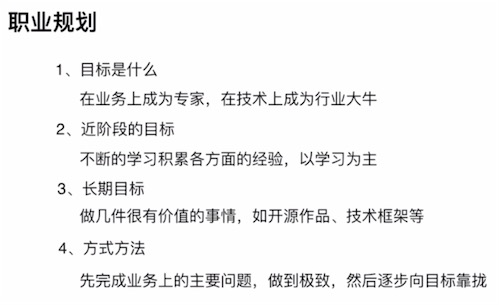 职业规划
1、目标是什么
在业务上成为专家，在技术上成为行业大牛
2、近阶段的目标
不断的学习积累各方面的经验，以学习为主
3、长期目标
做几件很有价值的事情，如开源作品、技术框架等
4、方式方法
先完成业务上的主要问题，做到极致，然后逐步向目标靠拢